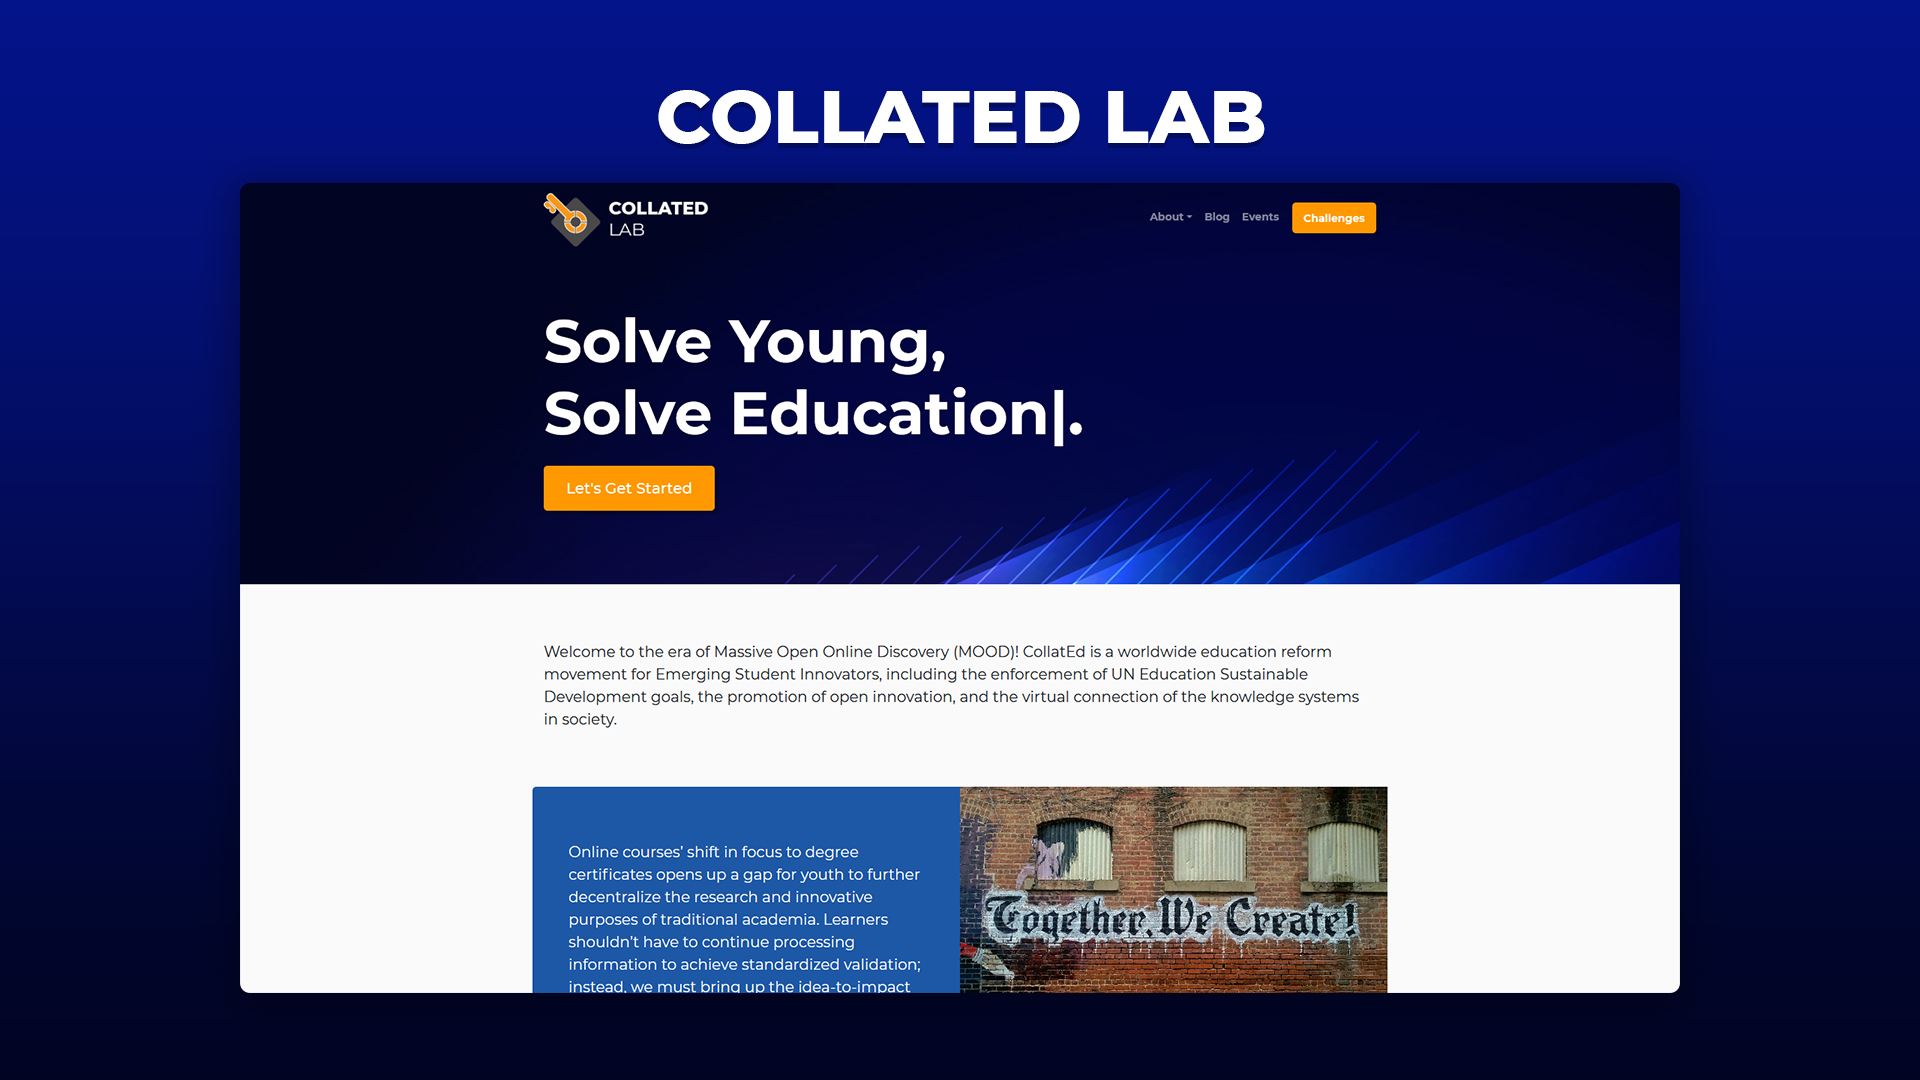 COLLATED LAB
COLLATED
LAB
About
Blog
Events
Challenges
Solve Young,
Solve Education|.
Let's Get Started
Welcome to the era of Massive Open Online Discovery (MOOD)! CollatEd is a worldwide education reform
movement for Emerging Student Innovators, including the enforcement of UN Education Sustainable
Development goals, the promotion of open innovation, and the virtual connection of the knowledge systems
in society.
Online courses’ shift in focus to degree
certificates opens up a gap for youth to further
decentralize the research and innovative
purposes of traditional academia. Learners
shouldn’t have to continue processing
information to achieve standardized validation;
instead, we must bring up the idea-to-impact
Together, We Create!